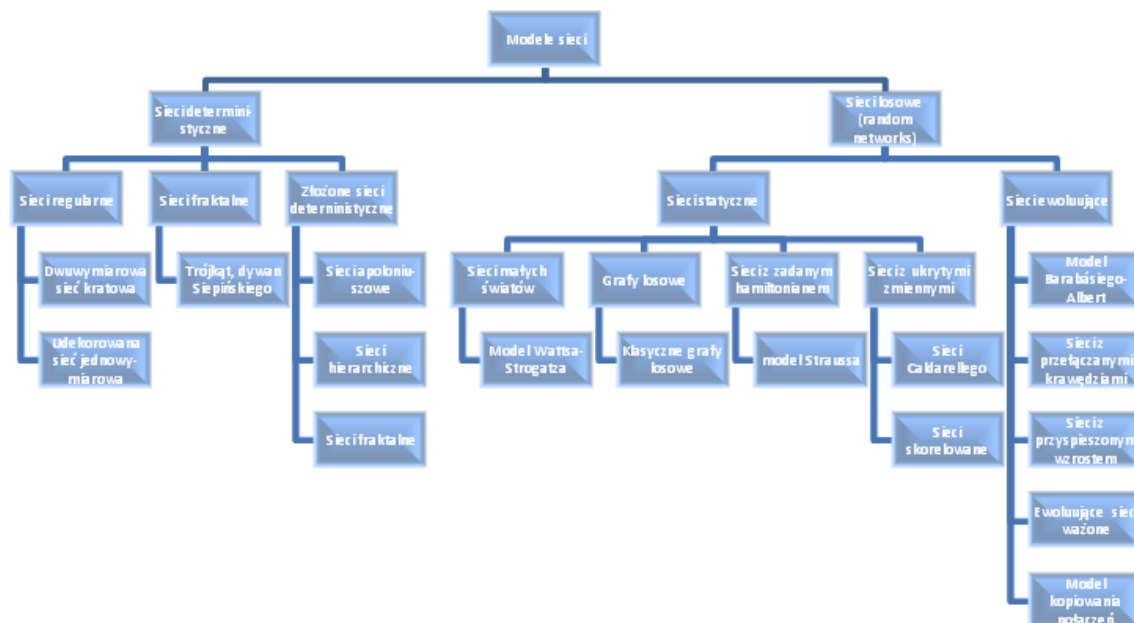 Modele sieci
Sieci determini-
styczne
Sieci losowe
(random
networks)
Sieci regularne
Sieci fraktalne
Złożone sieci
deterninistyczne
Sieci statyczne
Sieci ewoluujące
Dwuwymiarowa
sieć kratowa
Trójkąt, dywan
Siepińskiego
Sieci apoloniu-
szowe
Sieci małych
światów
Grafy losowe
Sieci z zadanym
hamiltonianem
Sieci z ukrytymi
zmiennymi
Model
Barabásiego-
Albert
Udekorowana
sieć jednowy-
miarowa
Sieci
hierarchiczne
Model Wattsa-
Strogatza
Klasyczne grafy
losowe
model Straussa
Sieci
Caldarellego
Sieci z
przełączanymi
krawędziami
Sieci fraktalne
Sieci
skorelowane
Sieci z
przyspieszonym
wzrostem
Ewoluujące sieci
ważone
Model
kopiowania
połączeń